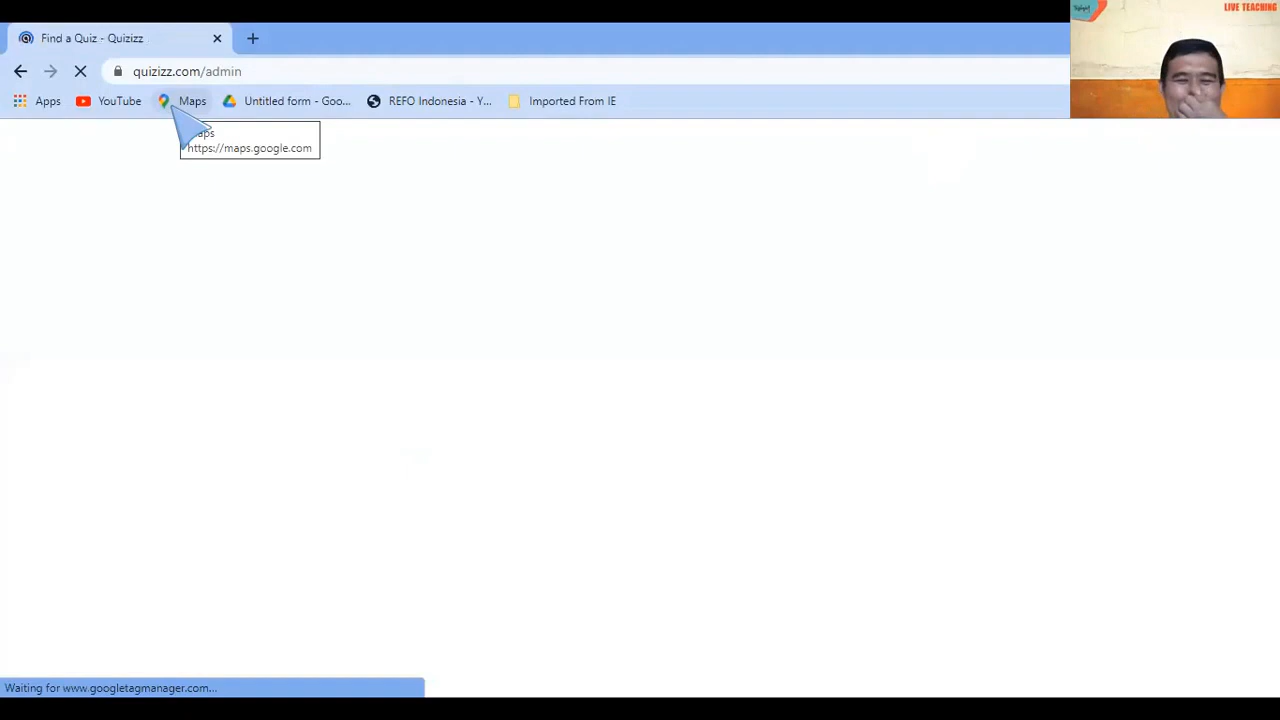 LIVE TEACHING
Find a Quiz - Quizizz
quizizz.com/admin
Apps
YouTube
Maps
Untitled form - Goo...
REFO Indonesia - Y...
Imported From IE
https://maps.google.com
Waiting for www.googletagmanager.com...